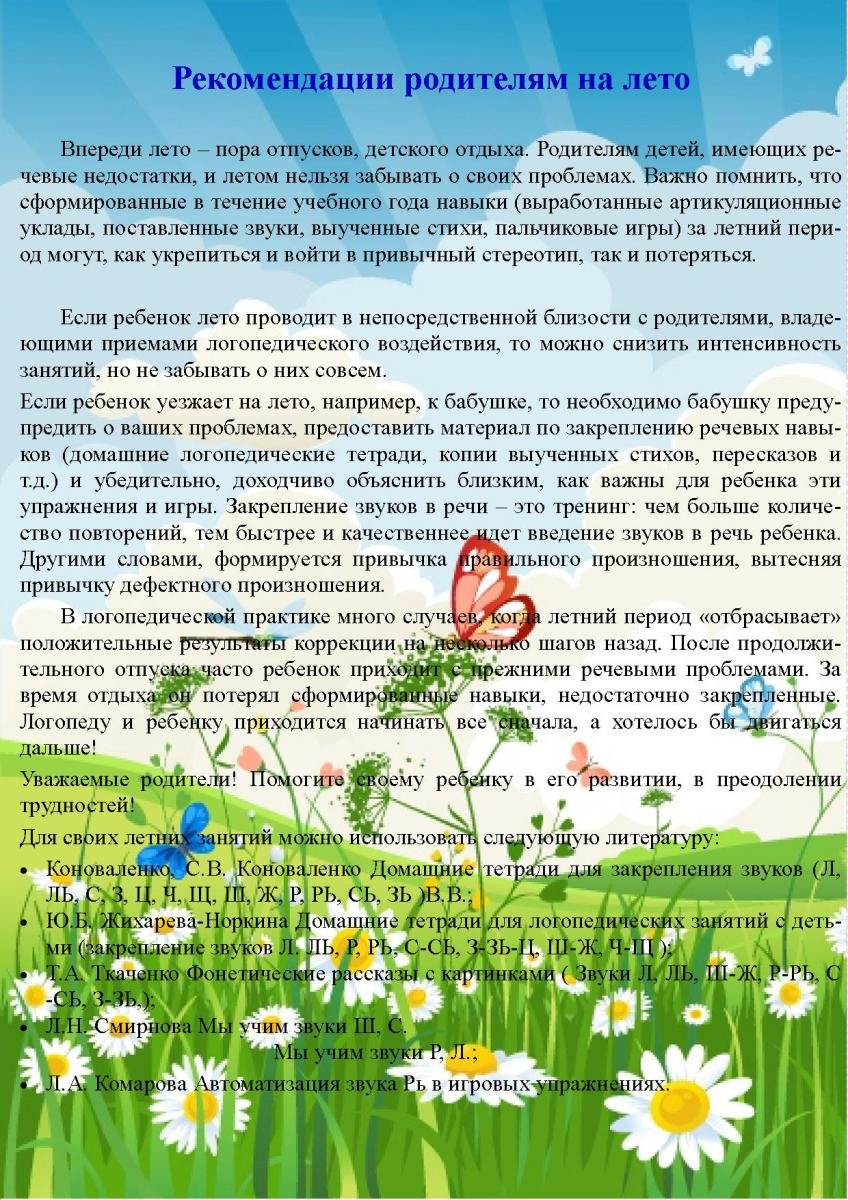 Рекомендации родителям на лето
Впереди лето – пора отпусков, детского отдыха. Родителям детей, имеющих ре-
чевые недостатки, и летом нельзя забывать о своих проблемах. Важно помнить, что
сформированные в течение учебного года навыки (выработанные артикуляционные
уклады, поставленные звуки, выученные стихи, пальчиковые игры) за летний пери-
од могут, как укрепиться и войти в привычный стереотип, так и потеряться.
Если ребенок лето проводит в непосредственной близости с родителями, владе-
ющими приемами логопедического воздействия, то можно снизить интенсивность
занятий, но не забывать о них совсем.
Если ребенок уезжает на лето, например, к бабушке, то необходимо бабушку преду-
предить о ваших проблемах, предоставить материал по закреплению речевых навы-
ков (домашние логопедические тетради, копии выученных стихов, пересказов и
т.д.) и убедительно, доходчиво объяснить близким, как важны для ребенка эти
упражнения и игры. Закрепление звуков в речи – это тренинг: чем больше количе-
ство повторений, тем быстрее и качественнее идет введение звуков в речь ребенка.
Другими словами, формируется привычка правильного произношения, вытесняя
привычку дефектного произношения.
В логопедической практике много случаев, когда летний период «отбрасывает»
положительные результаты коррекции на несколько шагов назад. После продолжи-
тельного отпуска часто ребенок приходит с прежними речевыми проблемами. За
время отдыха он потерял сформированные навыки, недостаточно закрепленные.
Логопеду и ребенку приходится начинать все сначала, а хотелось бы двигаться
дальше!
Уважаемые родители! Помогите своему ребенку в его развитии, в преодолении
трудностей!
Для своих летних занятий можно использовать следующую литературу:
• Коноваленко, С.В. Коноваленко Домашние тетради для закрепления звуков (Л,
ЛЬ, С, З, Ц, Ч, Щ, Ш, Ж, Р, РЬ, СЬ, ЗЬ )В.В.;
• Ю.Б. Жихарева-Норкина Домашние тетради для логопедических занятий с деть-
ми (закрепление звуков Л. ЛЬ, Р, РЬ, С-СЬ, З-ЗЬ-Ц, Ш-Ж, Ч-Щ );
• Т.А. Ткаченко Фонетические рассказы с картинками ( Звуки Л, ЛЬ, Ш-Ж, Р-РЬ, С
-СЬ, З-ЗЬ,);
• Л.Н. Смирнова Мы учим звуки Ш, С.
Мы учим звуки Р, Л.;
• Л.А. Комарова Автоматизация звука Рь в игровых упражнениях.